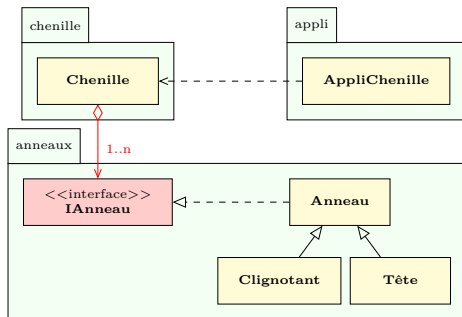 chenille
appli
Chenille
AppliChenille
1..n
anneaux
<<interface>>
IAnneau
Anneau
Clignotant
Tête